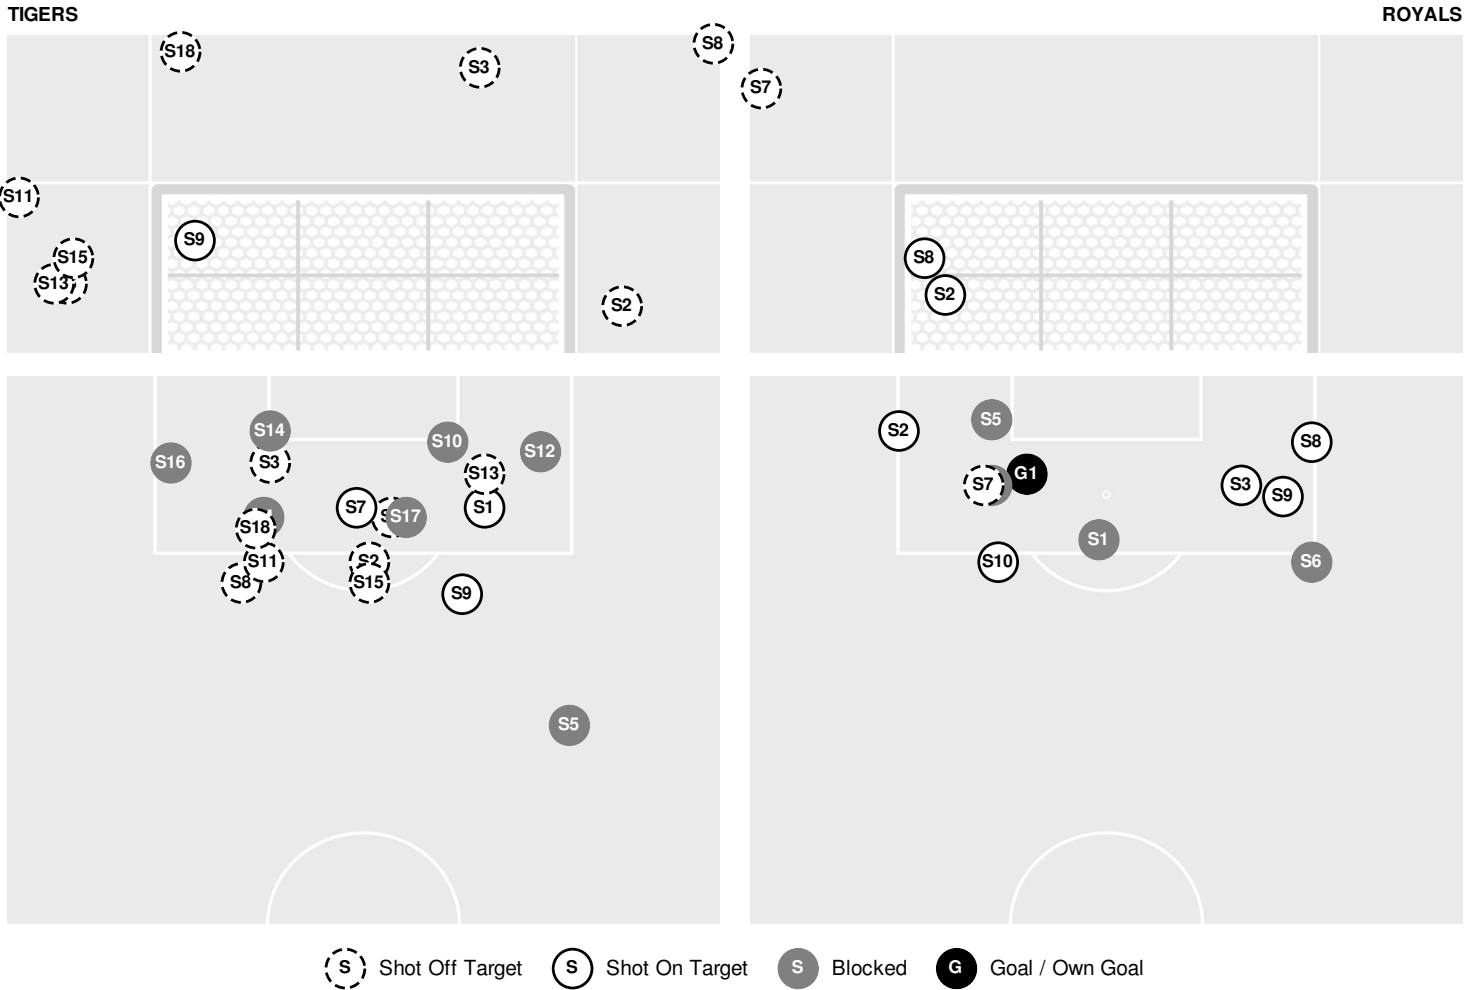 TIGERS
ROYALS
S18
S3
S8
S7
S11
S9
S15
S13
S2
S8
S2
S14
S10
S12
S16
S3
S13
S7
S17
S1
S18
S11
S2
S8
S15
S9
S5
S5
S2
G1
S7
S8
S3
S9
S1
S10
S6
S Shot Off Target
S Shot On Target
S Blocked
G Goal / Own Goal